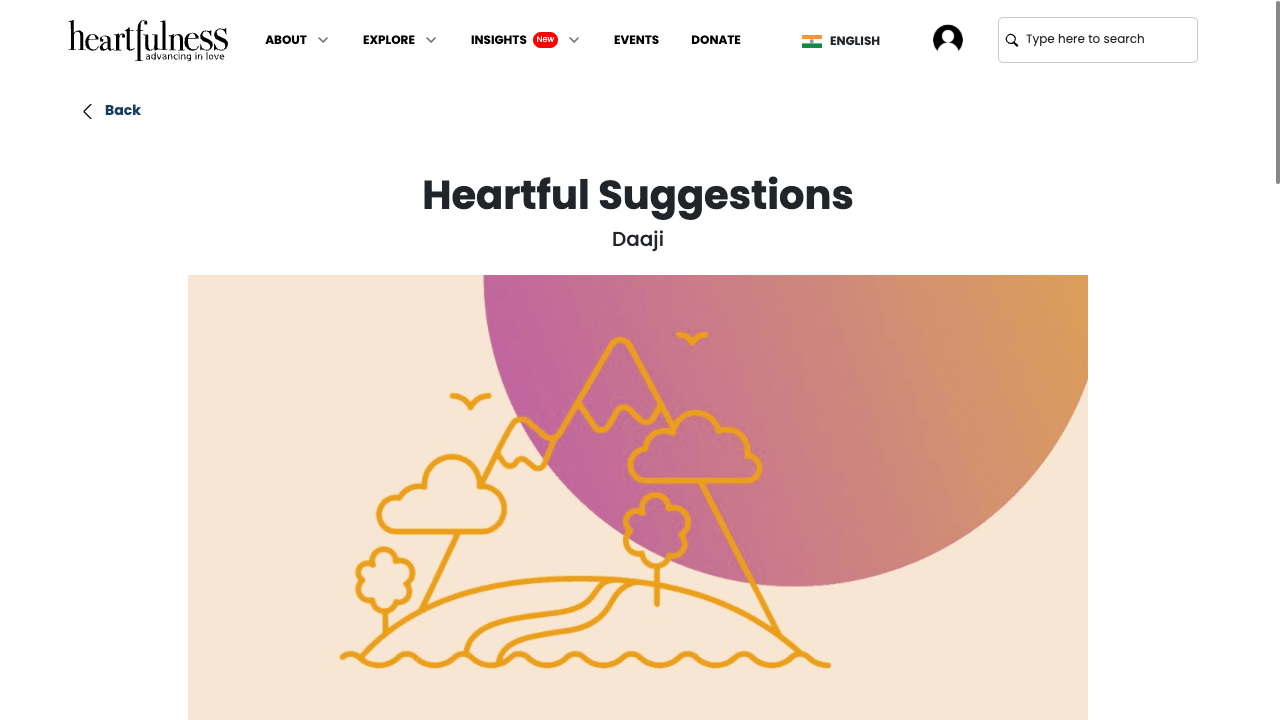 heartfulness
advancing in love
ABOUT
EXPLORE
INSIGHTS New
EVENTS
DONATE
ENGLISH
Type here to search
Back
Heartful Suggestions
Daaji